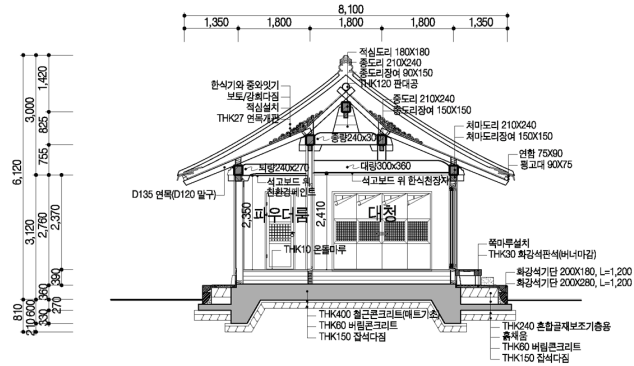 8,100
1,350 1,800 1,800 1,800 1,350
적심도리 180X180
종도리 210X240
종도리장여 90X150
THK120 판대공
한식기와 중와잇기
보토/강회다짐
적심설치
THK27 연목개판
중도리 210X240
중도리장여 150X150
처마도리 210X240
처마도리장여 150X150
연함 75X90
평고대 90X75
종량240x30
퇴량240x270
대량300x360
석고보드 위
친환경페인트
석고보드 위 한식천장지
D135 연목(D120 말구)
파우더룸
대청
2,350
2,410
THK10 온돌마루
쪽마루설치
THK30 화강석판석(버너마감)
화강석기단 200X180, L=1,200
화강석기단 200X280, L=1,200
THK400 철근콘크리트(매트기초)
THK60 버림콘크리트
THK150 잡석다짐
THK240 혼합골재보조기층용
흙채움
THK60 버림콘크리트
THK150 잡석다짐
6,120
3,000
3,120
1,420
825
755
2,760
2,370
390
360
270
810
600
210
330